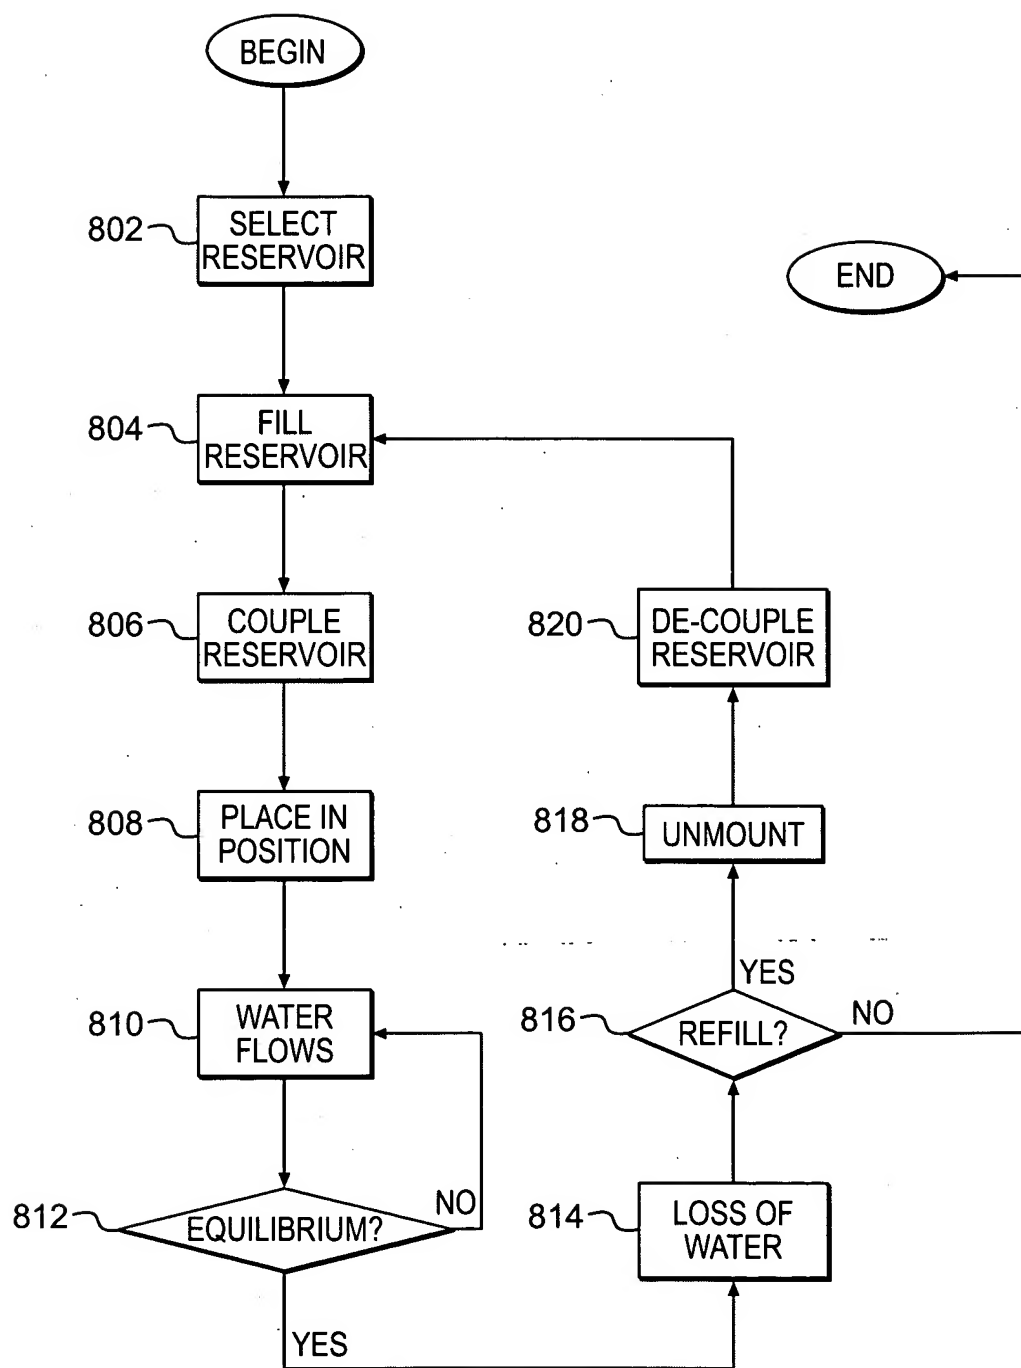 BEGIN
802
SELECT
RESERVOIR
END
804
FILL
RESERVOIR
806
COUPLE
RESERVOIR
820
DE-COUPLE
RESERVOIR
808
PLACE IN
POSITION
818
UNMOUNT
YES
810
WATER
FLOWS
816
REFILL?
NO
812
EQUILIBRIUM?
NO
814
LOSS OF
WATER
YES